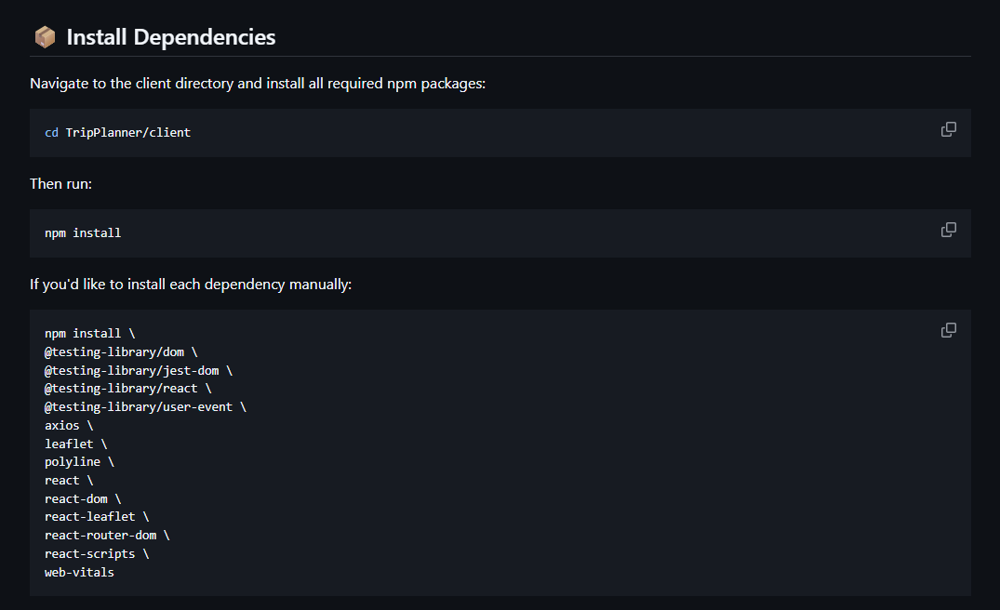 📦 Install Dependencies
Navigate to the client directory and install all required npm packages:
cd TripPlanner/client
Then run:
npm install
If you'd like to install each dependency manually:
npm install \
@testing-library/dom \
@testing-library/jest-dom \
@testing-library/react \
@testing-library/user-event \
axios \
leaflet \
polyline \
react \
react-dom \
react-leaflet \
react-router-dom \
react-scripts \
web-vitals